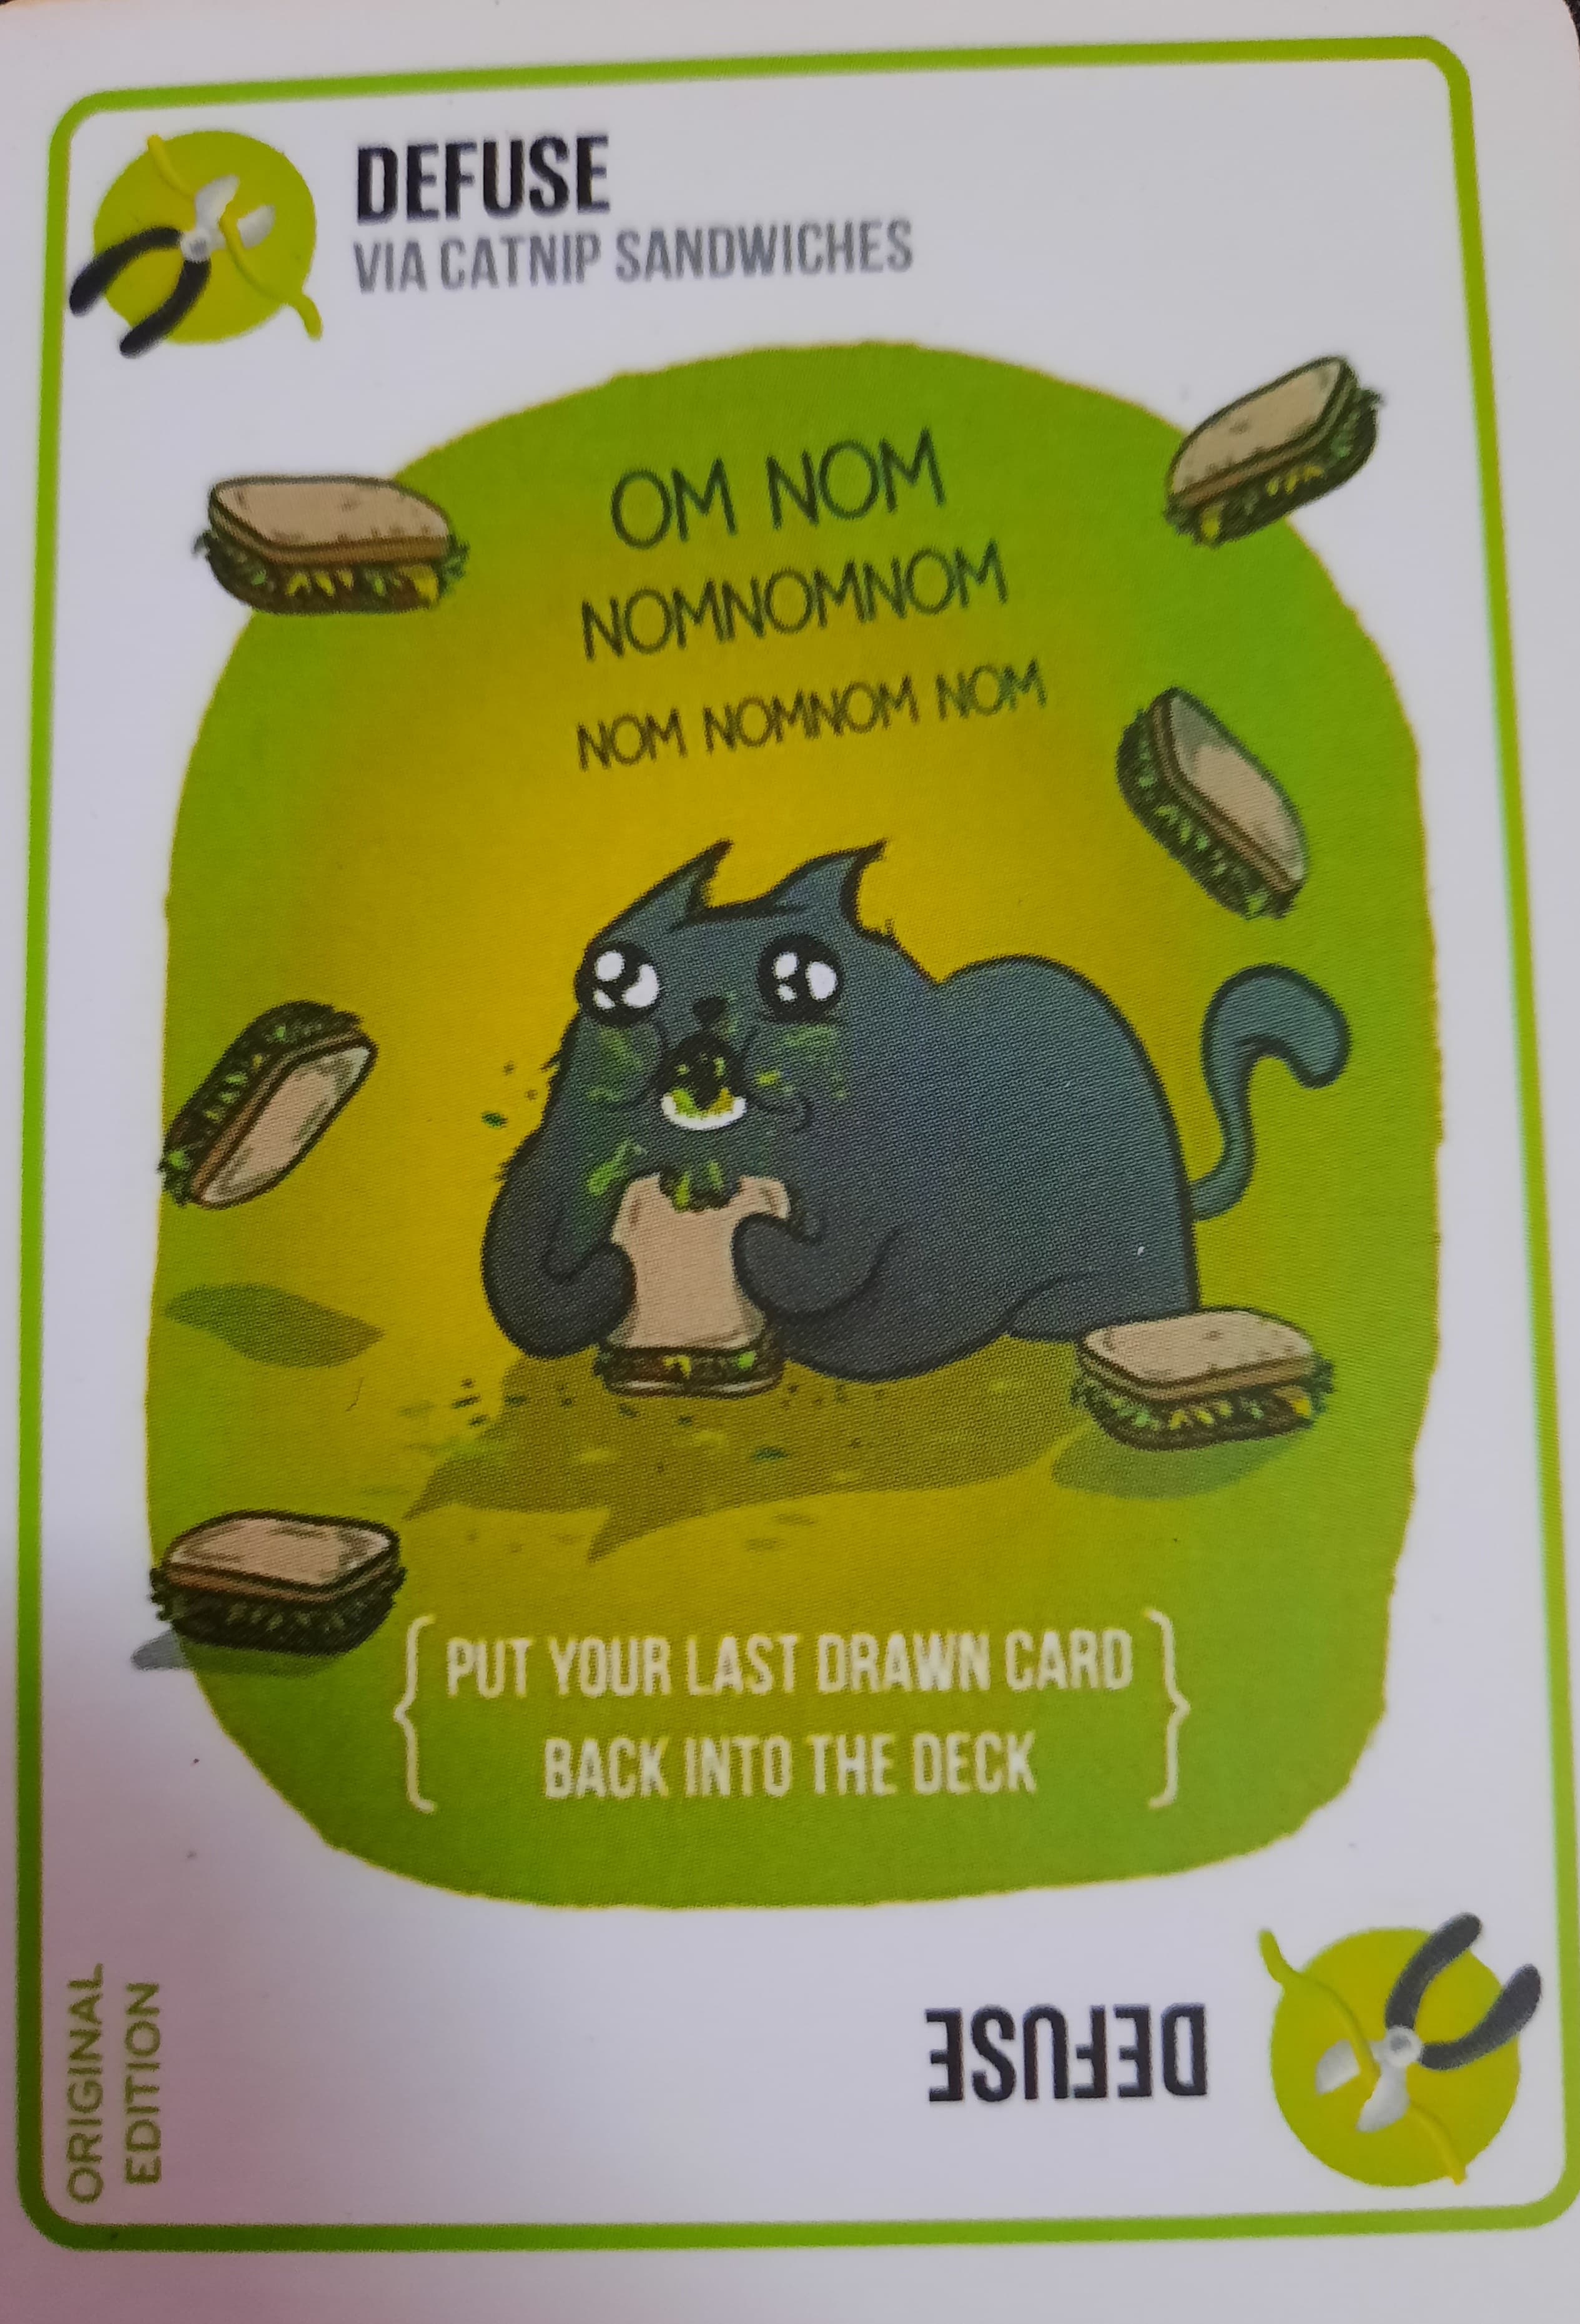 DEFUSE
VIA CATNIP SANDWICHES
OM NOM
NOMNOMNOM
NOM NOMNOM NOM
PUT YOUR LAST DRAWN CARD
BACK INTO THE DECK
ORIGINAL
EDITION
DEFUSE